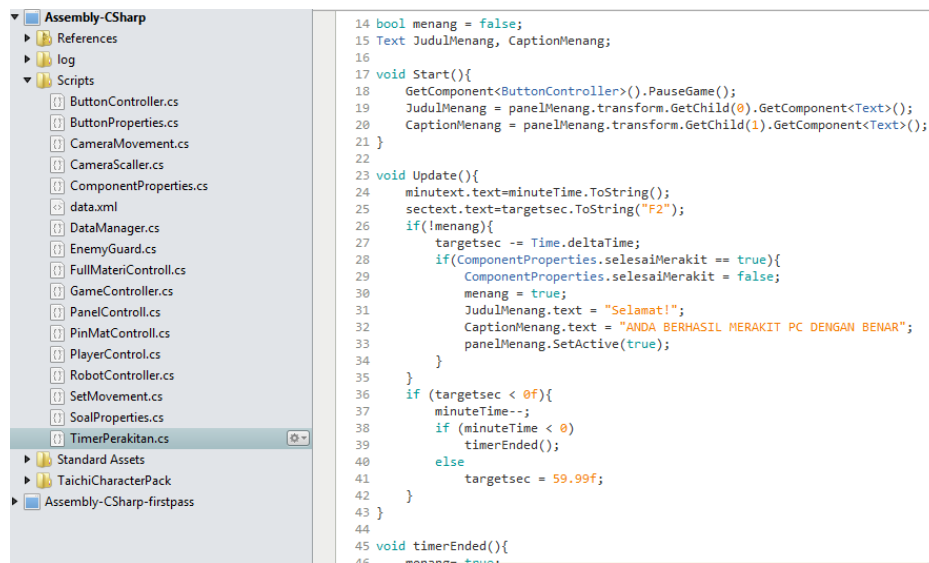 Assembly-CSharp
References
log
Scripts
ButtonController.cs
ButtonProperties.cs
CameraMovement.cs
CameraScaller.cs
ComponentProperties.cs
data.xml
DataManager.cs
EnemyGuard.cs
FullMateriControll.cs
GameController.cs
PanelControll.cs
PinMatControll.cs
PlayerControl.cs
RobotController.cs
SetMovement.cs
SoalProperties.cs
TimerPerakitan.cs
Standard Assets
TaichiCharacterPack
Assembly-CSharp-firstpass
14 bool menang = false;
15 Text JudulMenang, CaptionMenang;
16
17 void Start(){
18     GetComponent<ButtonController>().PauseGame();
19     JudulMenang = panelMenang.transform.GetChild(0).GetComponent<Text>();
20     CaptionMenang = panelMenang.transform.GetChild(1).GetComponent<Text>();
21 }
22
23 void Update(){
24     minutext.text=minuteTime.ToString();
25     sectext.text=targetsec.ToString("F2");
26     if(!menang){
27         targetsec -= Time.deltaTime;
28         if(ComponentProperties.selesaiMerakit == true){
29             ComponentProperties.selesaiMerakit = false;
30             menang = true;
31             JudulMenang.text = "Selamat!";
32             CaptionMenang.text = "ANDA BERHASIL MERAKIT PC DENGAN BENAR";
33             panelMenang.SetActive(true);
34         }
35     }
36     if (targetsec < 0f){
37         minuteTime--;
38         if (minuteTime < 0)
39             timerEnded();
40         else
41             targetsec = 59.99f;
42     }
43 }
44
45 void timerEnded(){
46     menang= true;